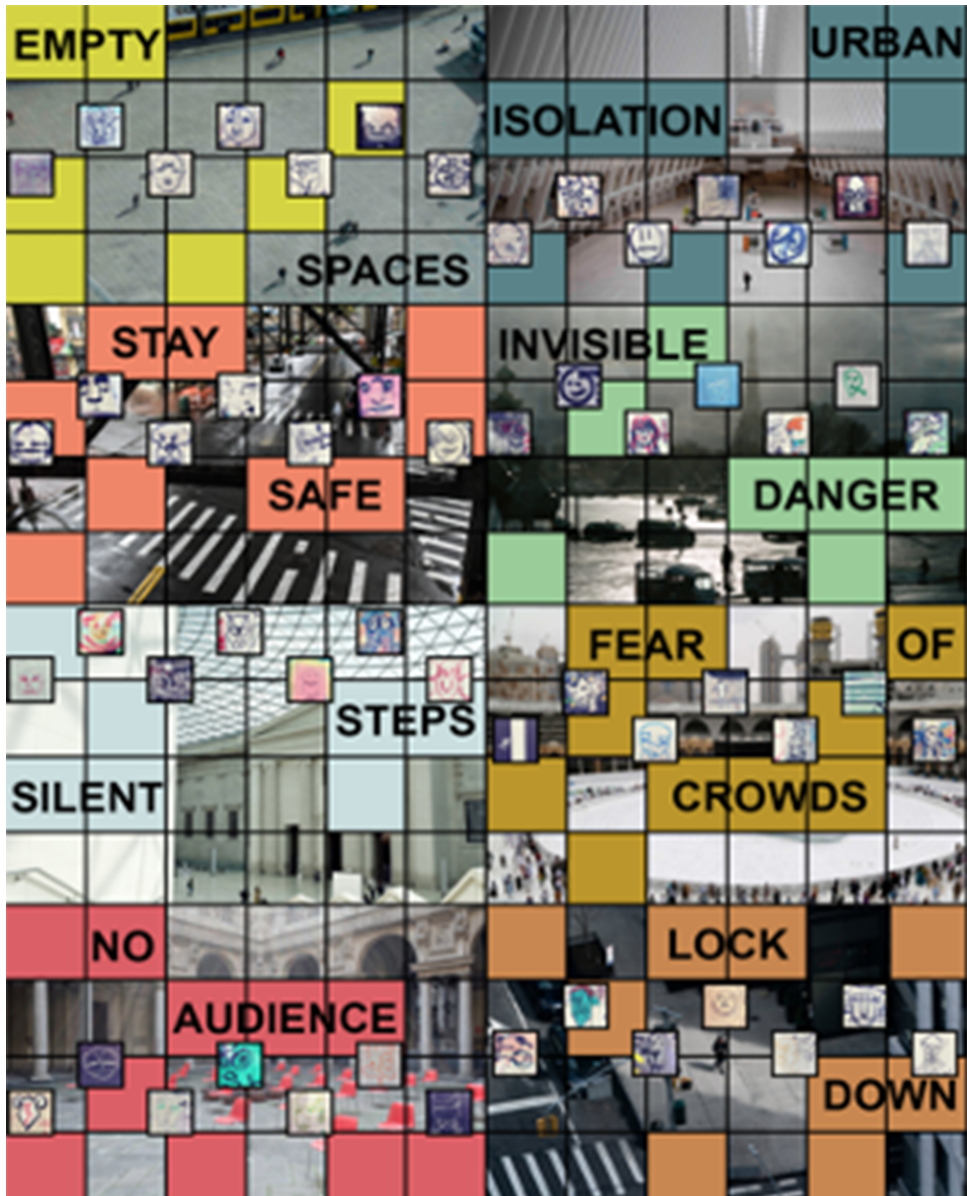 EMPTY
SPACES
URBAN
ISOLATION
STAY
SAFE
INVISIBLE
DANGER
STEPS
SILENT
FEAR OF
CROWDS
NO
AUDIENCE
LOCK
DOWN